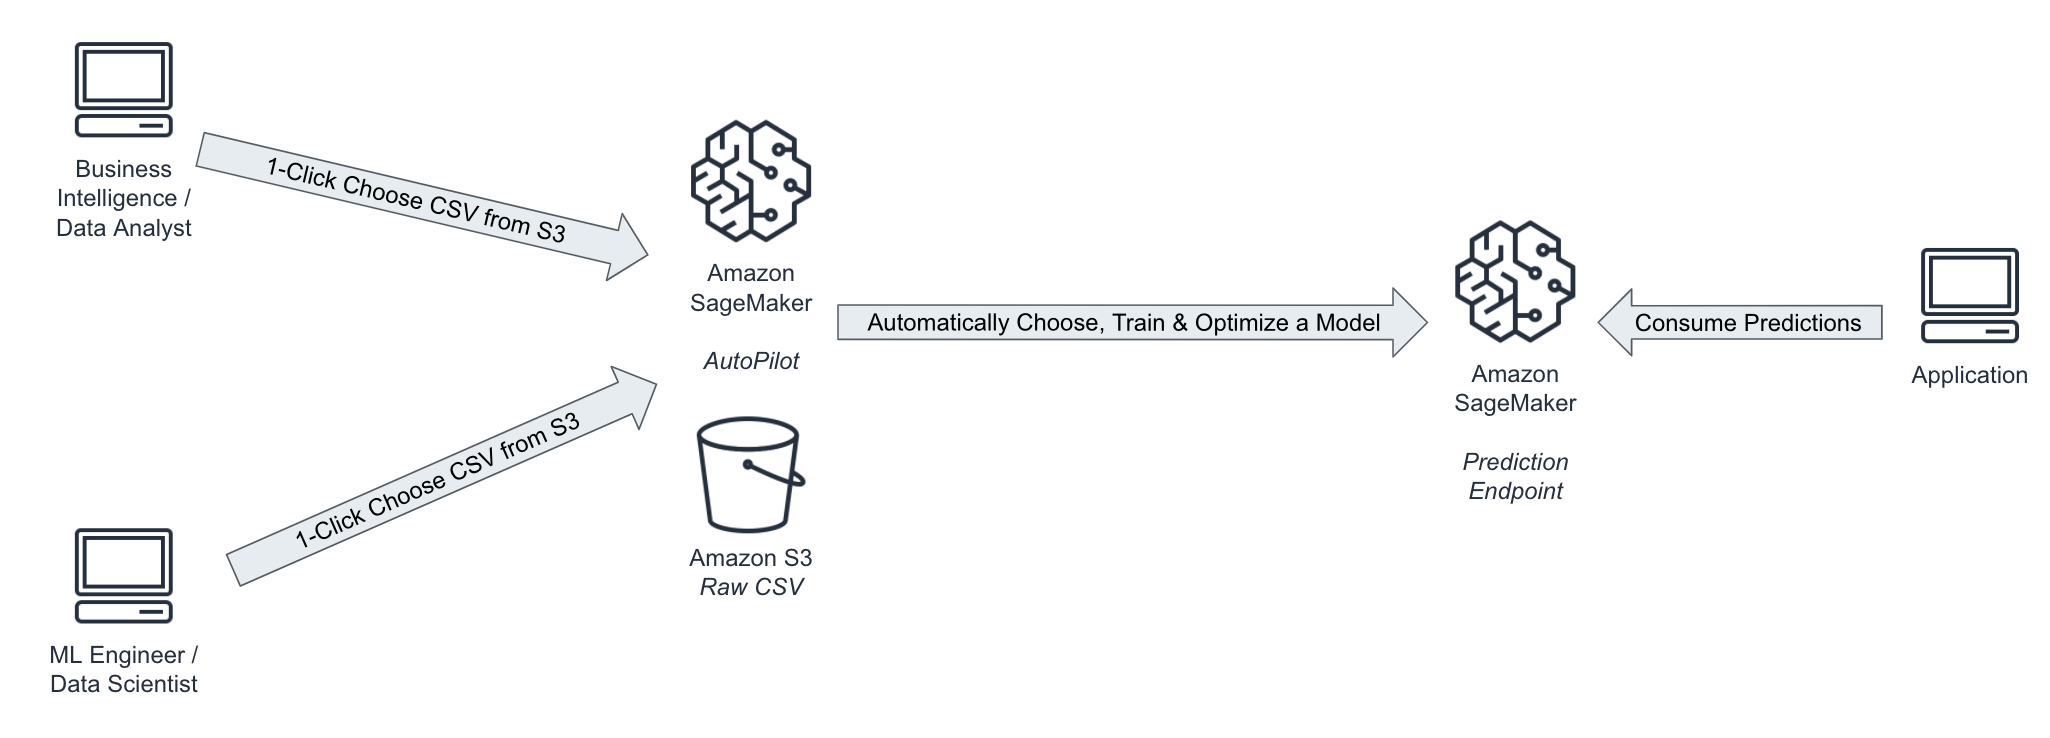 Business
Intelligence /
Data Analyst
1-Click Choose CSV from S3
Amazon
SageMaker
AutoPilot
1-Click Choose CSV from S3
ML Engineer /
Data Scientist
Amazon S3
Raw CSV
Automatically Choose, Train & Optimize a Model
Amazon
SageMaker
Prediction
Endpoint
Consume Predictions
Application